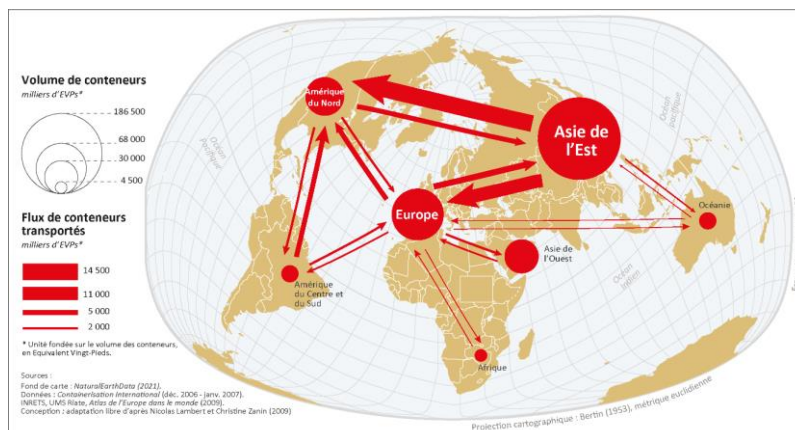 Volume de conteneurs
milliers d'EVPs*
186 500
68 000
30 000
4 500
Flux de conteneurs
transportés
milliers d'EVPs*
14 500
11 000
5 000
2 000
* Unité fondée sur le volume des conteneurs,
en Equivalent Vingt-Pieds.
Sources :
Fond de carte : NaturalEarthData (2021).
Données : Containerisation International (déc. 2006 - janv. 2007).
INRETS, UMS Riate, Atlas de l'Europe dans le monde (2009).
Conception : adaptation libre d'après Nicolas Lambert et Christine Zanin (2009)
Amérique
du Nord
Océan
Pacifique
Asie de
l'Est
Océan
pacifique
Europe
Océanie
Asie de
l'Ouest
Océan
Indien
Amérique
du Centre et
du Sud
Afrique
Projection cartographique : Bertin (1953), métrique euclidienne